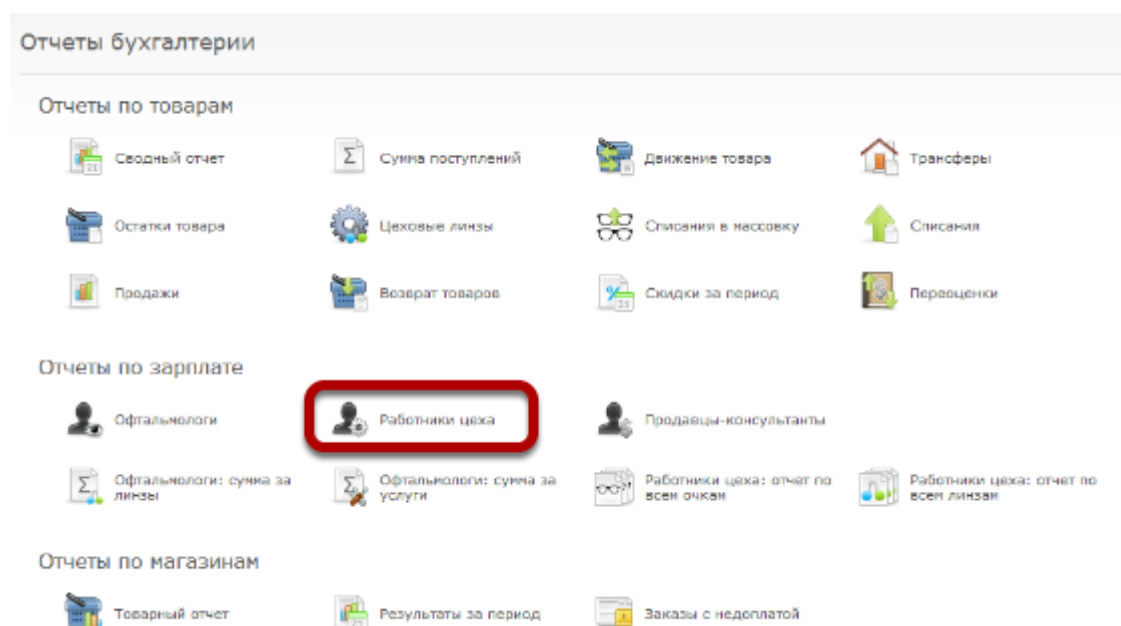 Отчеты бухгалтерии
Отчеты по товарам
Сводный отчет
Сумма поступлений
Движение товара
Трансферы
Остатки товара
Цеховые линзы
Списания в массовку
Списания
Продажи
Возврат товаров
Скидки за период
Переоценки
Отчеты по зарплате
Офтальмологи
Работники цеха
Продавцы-консультанты
Офтальмологи: сумма за
линзы
Офтальмологи: сумма за
услуги
Работники цеха: отчет по
всем очкам
Работники цеха: отчет по
всем линзам
Отчеты по магазинам
Товарный отчет
Результаты за период
Заказы с недоплатой